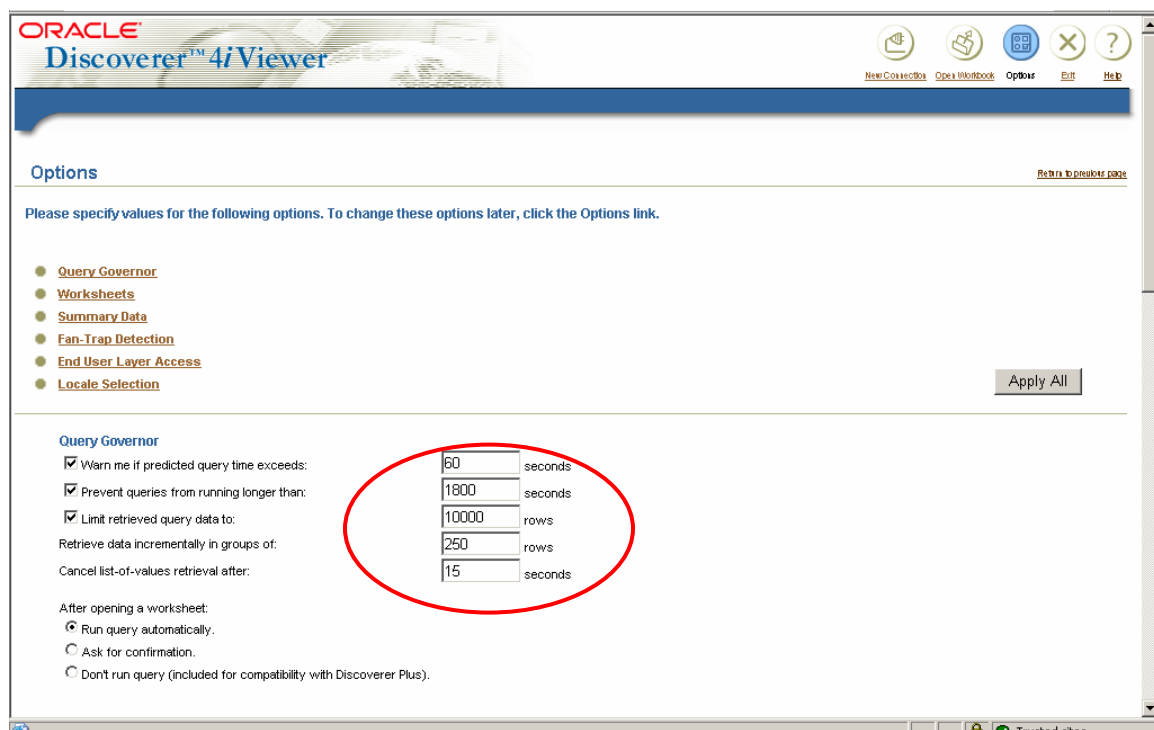 ORACLE
Discoverer™ 4i Viewer
New Connection Open Workbook Options Exit Help
Options
Return to previous page
Please specify values for the following options. To change these options later, click the Options link.
Query Governor
Worksheets
Summary Data
Fan-Trap Detection
End User Layer Access
Locale Selection
Apply All
Query Governor
Warn me if predicted query time exceeds: 60 seconds
Prevent queries from running longer than: 1800 seconds
Limit retrieved query data to: 10000 rows
Retrieve data incrementally in groups of: 250 rows
Cancel list-of-values retrieval after: 15 seconds
After opening a worksheet:
Run query automatically.
Ask for confirmation.
Don't run query (included for compatibility with Discoverer Plus).
Trusted sites